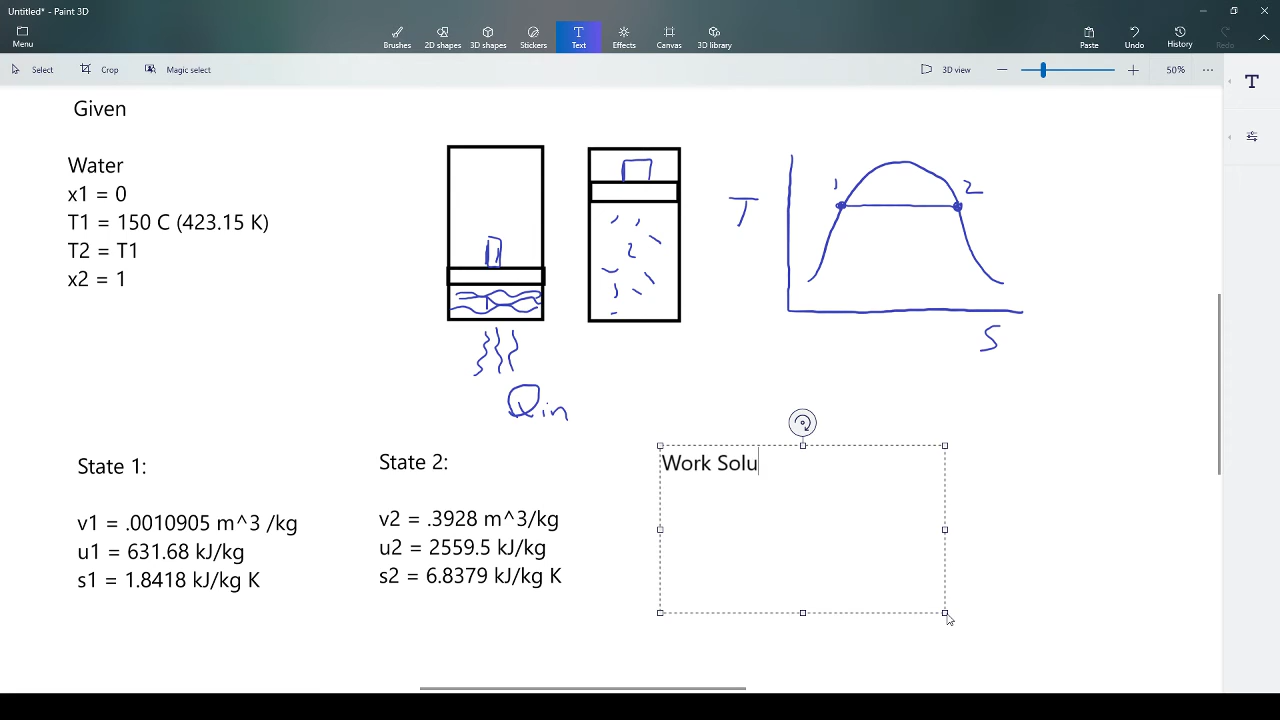 Untitled* - Paint 3D
Menu
Brushes
2D shapes
3D shapes
Stickers
Text
Effects
Canvas
3D library
Paste
Undo
History
Redo
Select
Crop
Magic select
3D view
50%
T
Given
Water
x1 = 0
T1 = 150 C (423.15 K)
T2 = T1
x2 = 1
1
2
T
1
2
S
Qin
State 1:
v1 = .0010905 m^3 /kg
u1 = 631.68 kJ/kg
s1 = 1.8418 kJ/kg K
State 2:
v2 = .3928 m^3/kg
u2 = 2559.5 kJ/kg
s2 = 6.8379 kJ/kg K
Work Solu